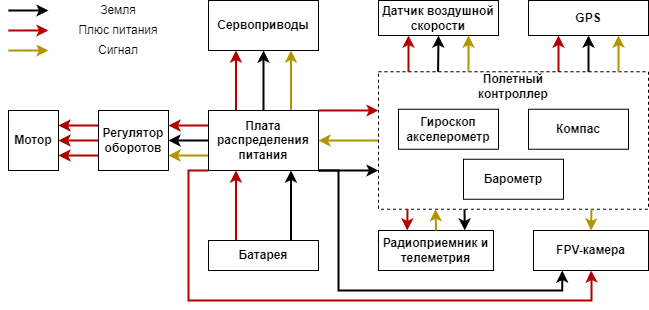 Земля
Плюс питания
Сигнал
Сервоприводы
Датчик воздушной
скорости
GPS
Полетный
контроллер
Мотор
Регулятор
оборотов
Плата
распределения
питания
Гироскоп
акселерометр
Компас
Барометр
Батарея
Радиоприемник и
телеметрия
FPV-камера